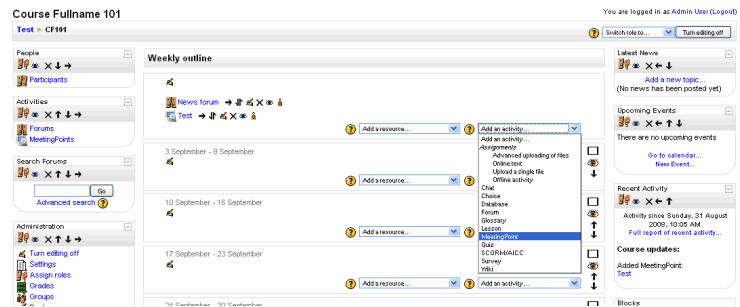 Course Fullname 101
You are logged in as Admin User (Logout)
Test ► CF101
Switch role to...
Turn editing off
People
Participants
Activities
Forums
MeetingPoints
Search Forums
Go
Advanced search
Administration
Turn editing off
Settings
Assign roles
Grades
Groups
Weekly outline
News forum
Test
Add a resource...
Add an activity...
Add an activity...
Assignments
Advanced uploading of files
Online text
Upload a single file
Offline activity
Chat
Choice
Database
Forum
Glossary
Lesson
MeetingPoint
Quiz
SCORM/AICC
Survey
Wiki
3 September - 9 September
Add a resource...
10 September - 16 September
Add a resource...
17 September - 23 September
Add a resource...
Add an activity...
24 September - 30 September
Latest News
Add a new topic...
(No news has been posted yet)
Upcoming Events
There are no upcoming events
Go to calendar...
New Event...
Recent Activity
Activity since Sunday, 31 August
2008, 10:05 AM
Full report of recent activity...
Course updates:
Added MeetingPoint:
Test
Blocks